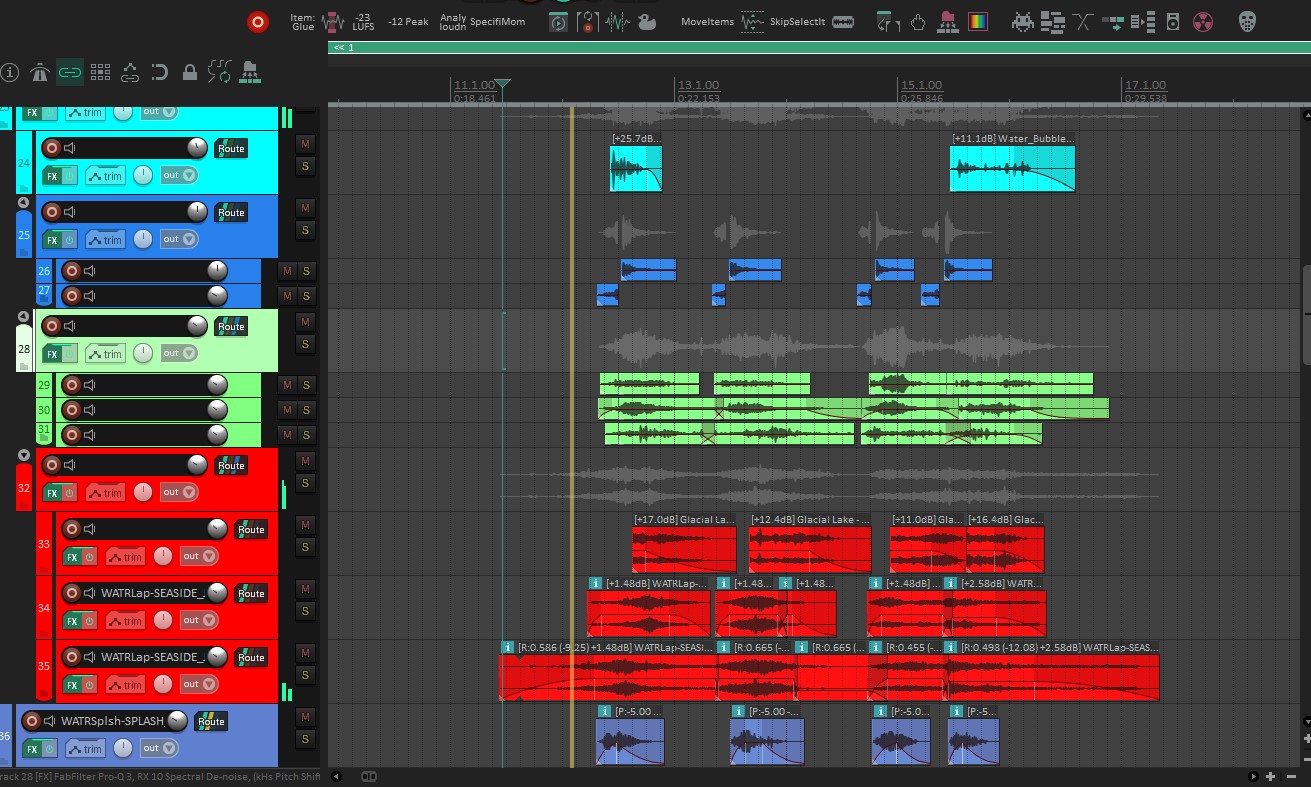 Item: Glue
-23 LUFS
-12 Peak
Analy loudn
SpecifiMom
MoveItems
SkipSelectIt
<< 1
11.1.00 13.1.00 15.1.00 17.1.00
0:18.461 0:22.153 0:25.846 0:29.538
FX trim out
24 Route M
FX trim out S
[+25.7dB... [+11.1dB] Water_Bubble...
25 Route M
FX trim out S
26 M S
27 M S
28 Route M
FX trim out S
29 M S
30 M S
31 M S
32 Route M
FX trim out S
33 Route M
FX trim out S
[+17.0dB] Glacial La... [+12.4dB] Glacial Lake -... [+11.0dB] Gla... [+16.4dB] Glac...
34 WATRLap-SEASIDE_ Route M
FX trim out S
[+1.48dB] WATRLap-... [+1.48... [+1.48... [+1.48dB] ... [+2.58dB] WATR...
35 WATRLap-SEASIDE_ Route M
FX trim out S
[R:0.586 (-9.25) +1.48dB] WATRLap-SEASI... [R:0.665 (-... [R:0.665 (... [R:0.455 (-... [R:0.498 (-12.08) +2.58dB] WATRLap-SEAS...
36 WATRSplsh-SPLASH_ Route M
FX trim out S
[P:-5.00 ... [P:-5.00 -... [P:-5.0... [P:-5...
rack 28 [FX] FabFilter Pro-Q 3, RX 10 Spectral De-noise, (kHs Pitch Shift